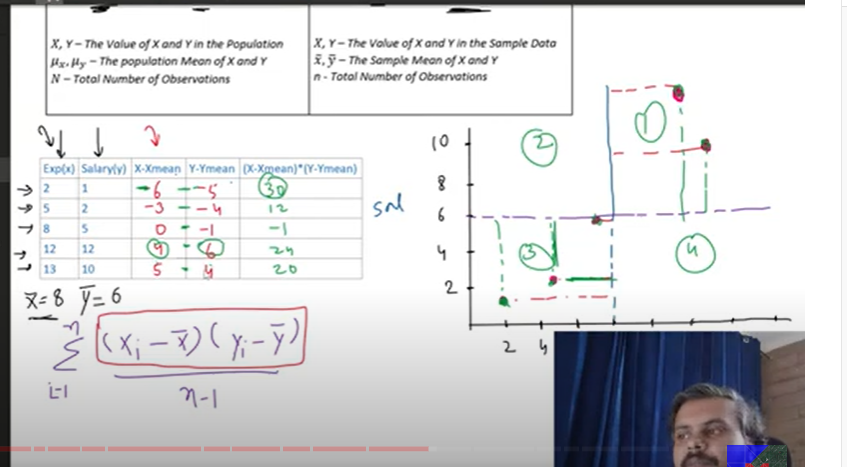 X, Y – The Value of X and Y in the Population
μx, μy – The population Mean of X and Y
N – Total Number of Observations
X, Y – The Value of X and Y in the Sample Data
x̄, ȳ – The Sample Mean of X and Y
n - Total Number of Observations
Exp(x) Salary(y) X-Xmean Y-Ymean (X-Xmean)*(Y-Ymean)
2 1 -6 -5 30
5 2 -3 -4 12
8 5 0 -1 -1
12 12 4 6 24
13 10 5 4 20
x̄=8 ȳ=6
n
Σ (xi – x̄)(yi – ȳ)
i=1
n-1
10
8
6
4
2
2 4
1
2
3
4